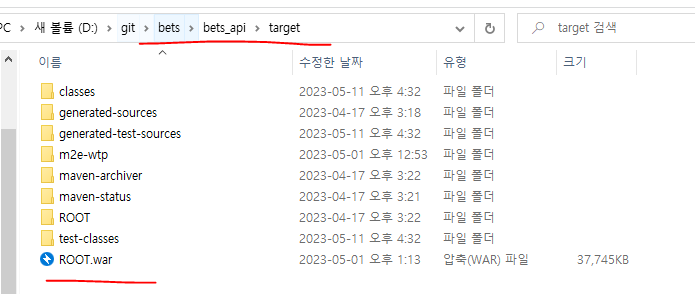 PC > 새 볼륨 (D:) > git > bets > bets_api > target
target 검색
이름 수정한 날짜 유형 크기
classes 2023-05-11 오후 4:32 파일 폴더
generated-sources 2023-04-17 오후 3:18 파일 폴더
generated-test-sources 2023-05-11 오후 4:32 파일 폴더
m2e-wtp 2023-05-01 오후 12:53 파일 폴더
maven-archiver 2023-04-17 오후 3:22 파일 폴더
maven-status 2023-04-17 오후 3:21 파일 폴더
ROOT 2023-04-17 오후 3:22 파일 폴더
test-classes 2023-05-11 오후 4:32 파일 폴더
ROOT.war 2023-05-01 오후 1:13 압축(WAR) 파일 37,745KB